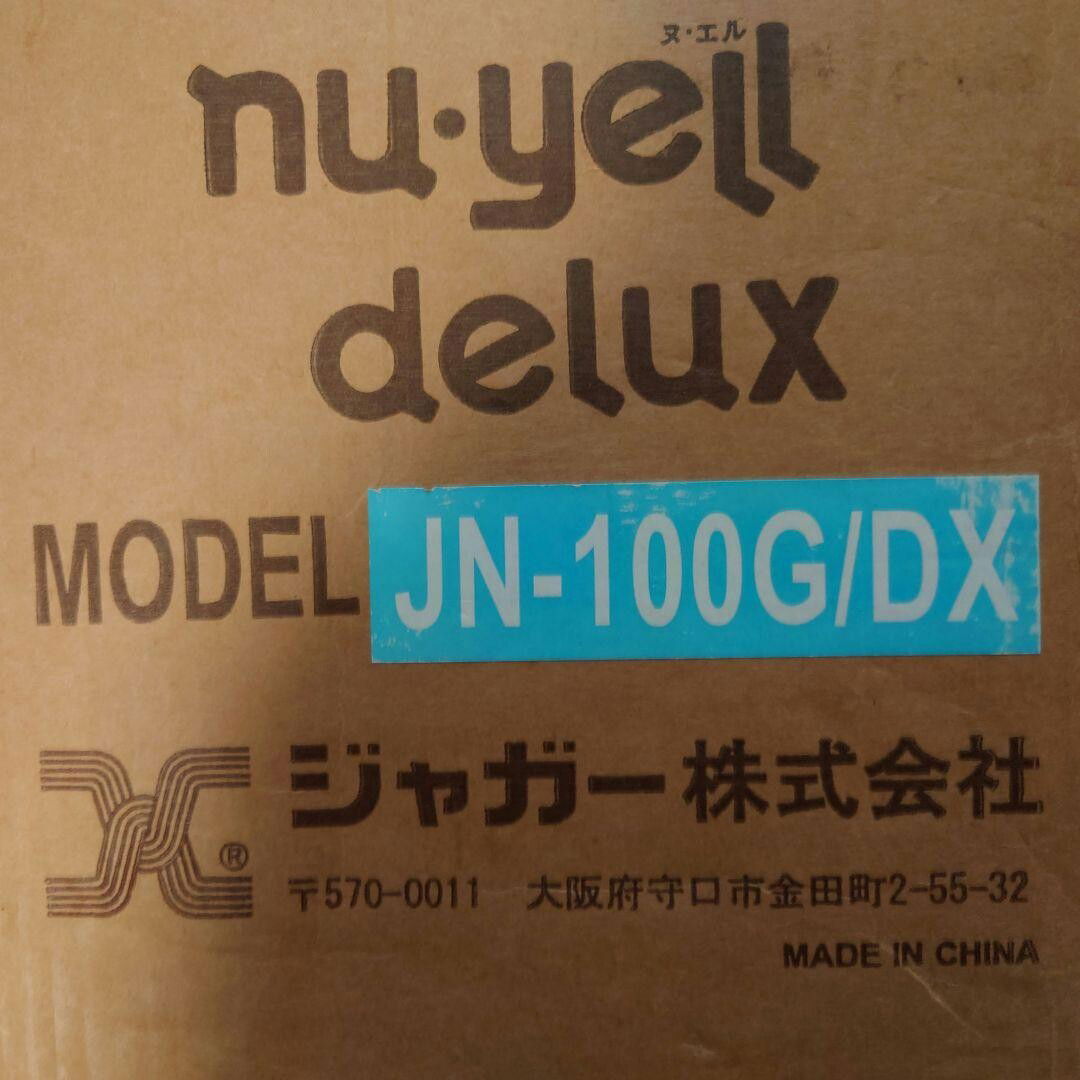 ヌ・エル
nu・yell
delux
MODEL JN-100G/DX
ジャガー株式会社
®
〒570-0011 大阪府守口市金田町2-55-32
MADE IN CHINA